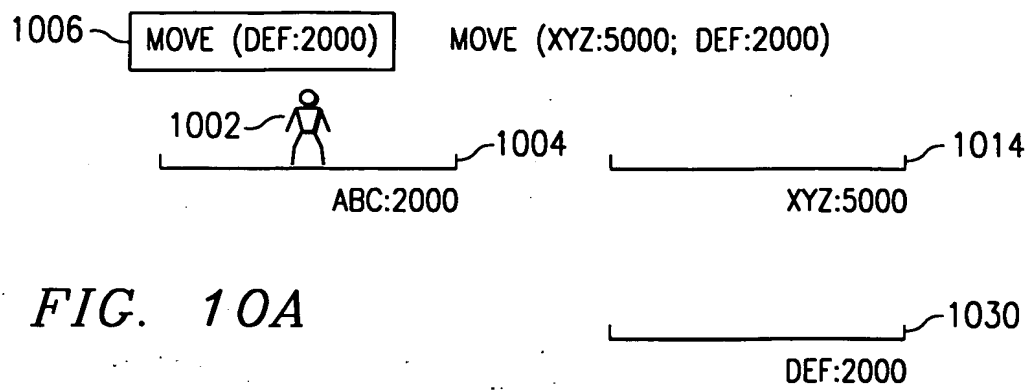 1006 MOVE (DEF:2000) MOVE (XYZ:5000; DEF:2000)
1002 1004 1014
ABC:2000 XYZ:5000
FIG. 10A 1030
DEF:2000